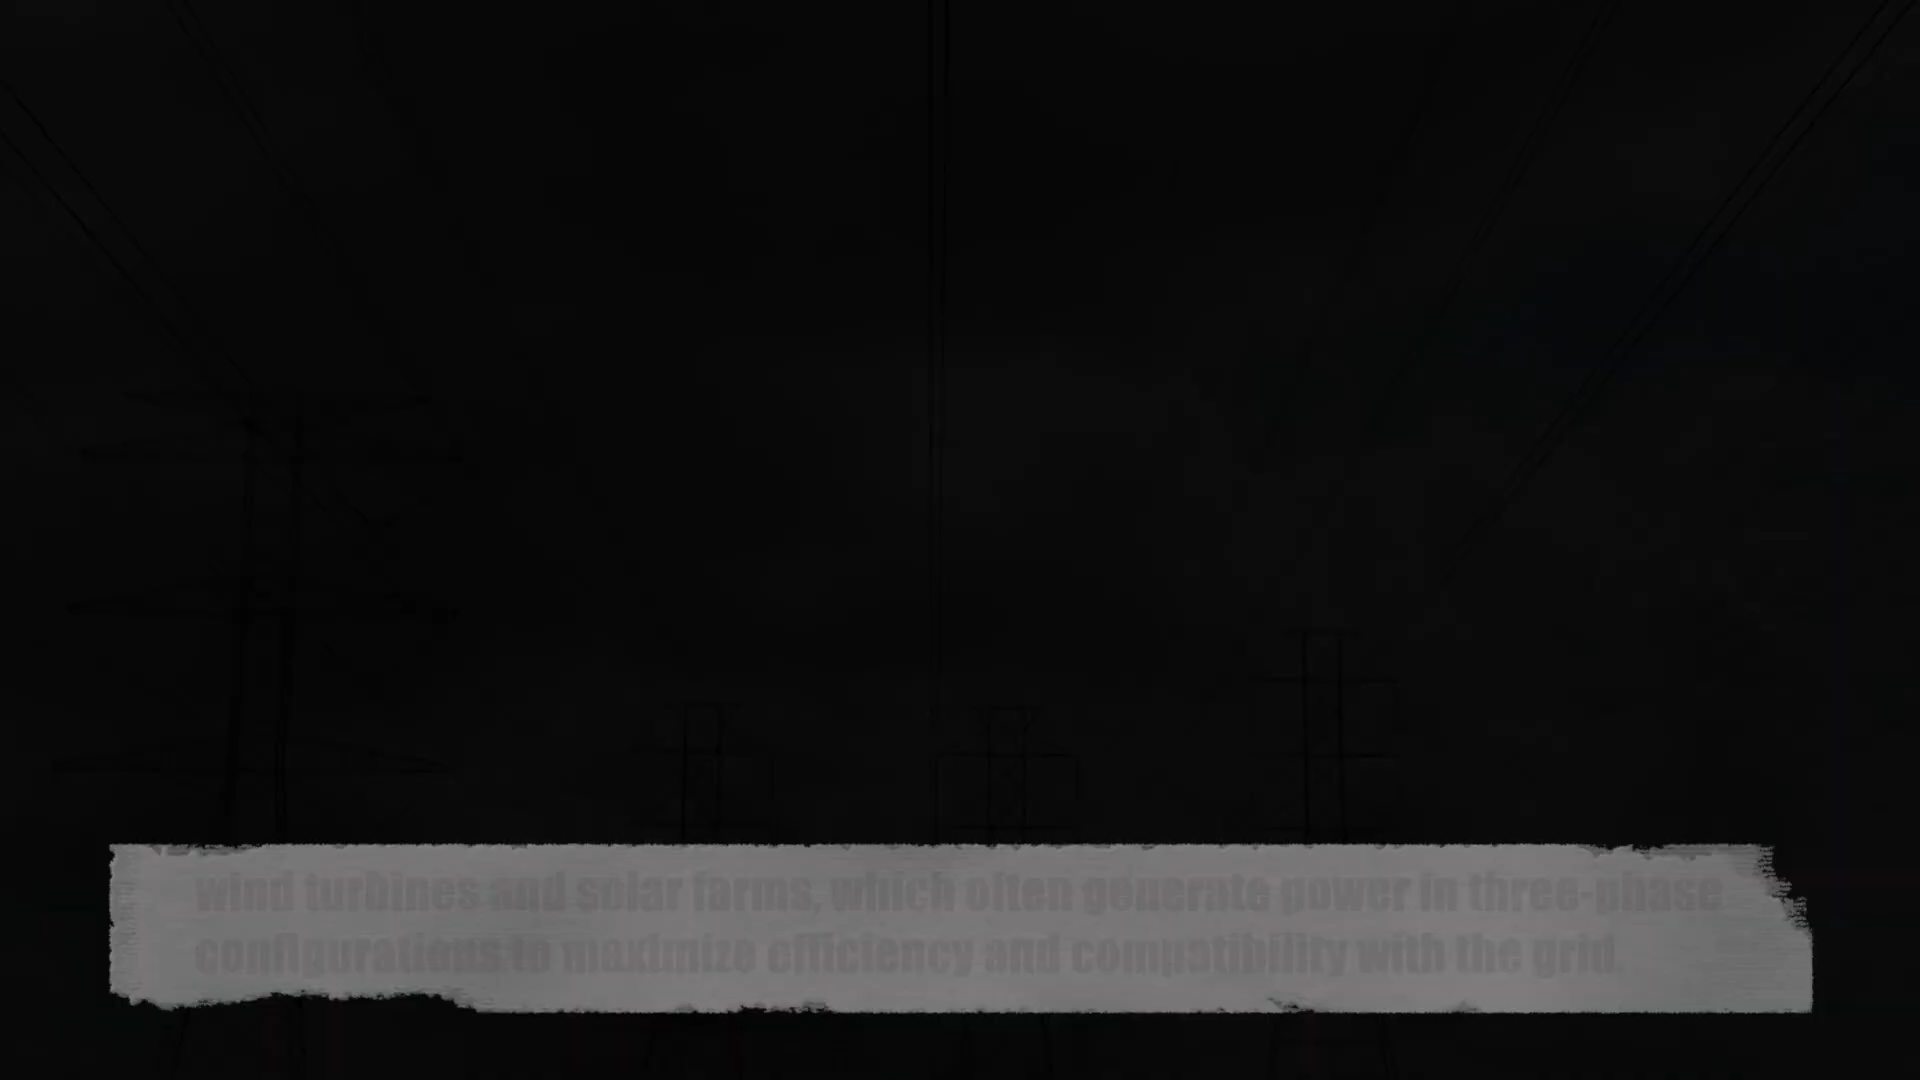 wind turbines and solar farms, which often generate power in three-phase
configurations to maximize efficiency and compatibility with the grid.